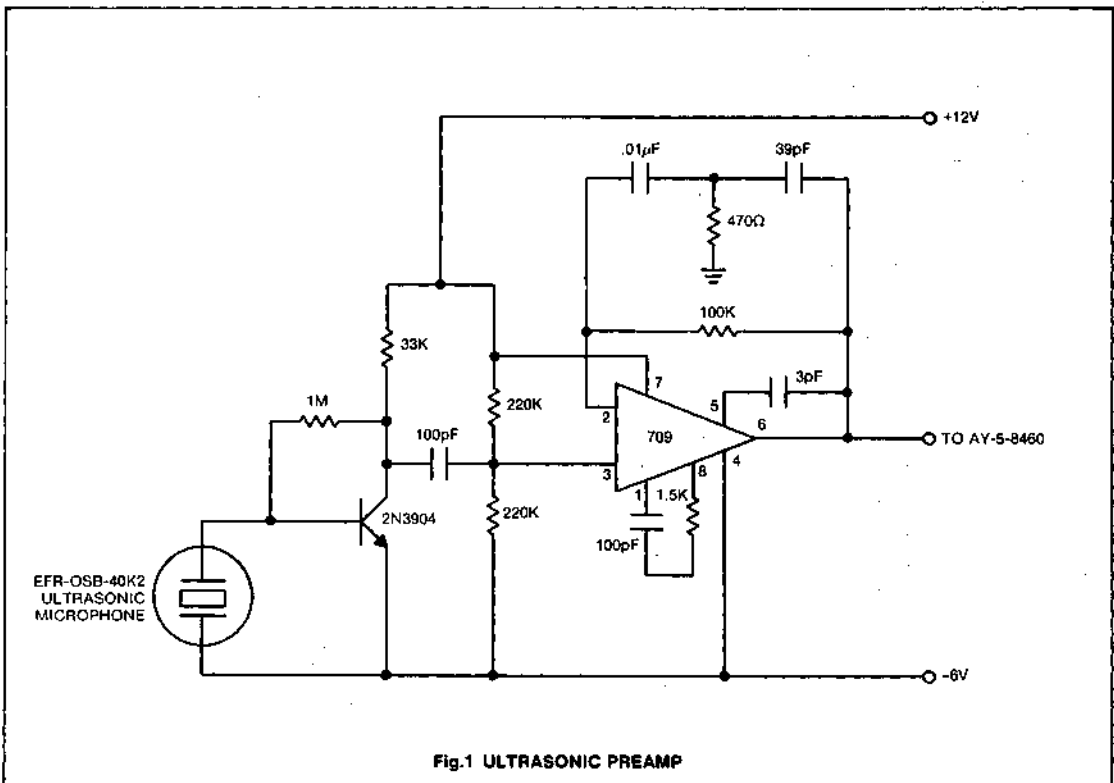 +12V
.01µF
39pF
470Ω
100K
33K
3pF
7
5
1M
220K
2
6
709
TO AY-5-8460
100pF
4
3
8
1
1.5K
2N3904
220K
100pF
EFR-OSB-40K2
ULTRASONIC
MICROPHONE
-6V
Fig.1 ULTRASONIC PREAMP